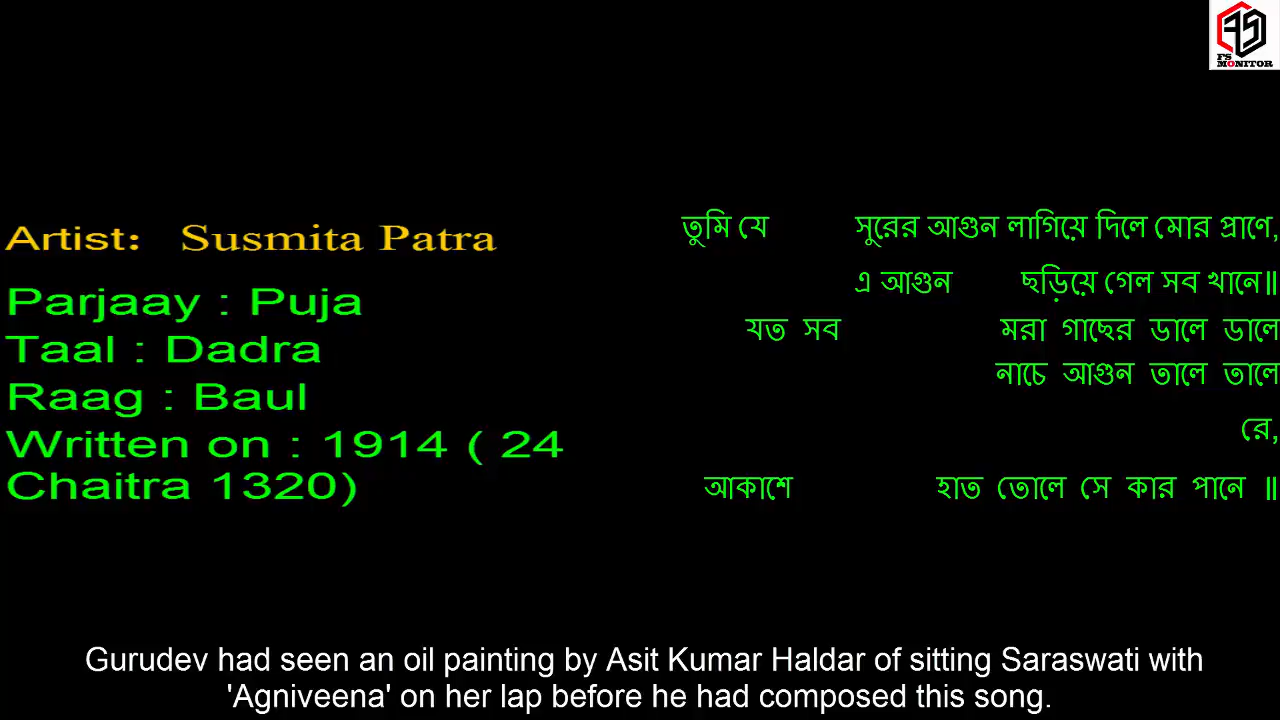 FS
MONITOR
Artist: Susmita Patra
Parjaay : Puja
Taal : Dadra
Raag : Baul
Written on : 1914 ( 24
Chaitra 1320)
তুমি যে সুরের আগুন লাগিয়ে দিলে মোর প্রাণে,
এ আগুন ছড়িয়ে গেল সব খানে॥
যত সব মরা গাছের ডালে ডালে
নাচে আগুন তালে তালে
রে,
আকাশে হাত তোলে সে কার পানে ॥
Gurudev had seen an oil painting by Asit Kumar Haldar of sitting Saraswati with
'Agniveena' on her lap before he had composed this song.